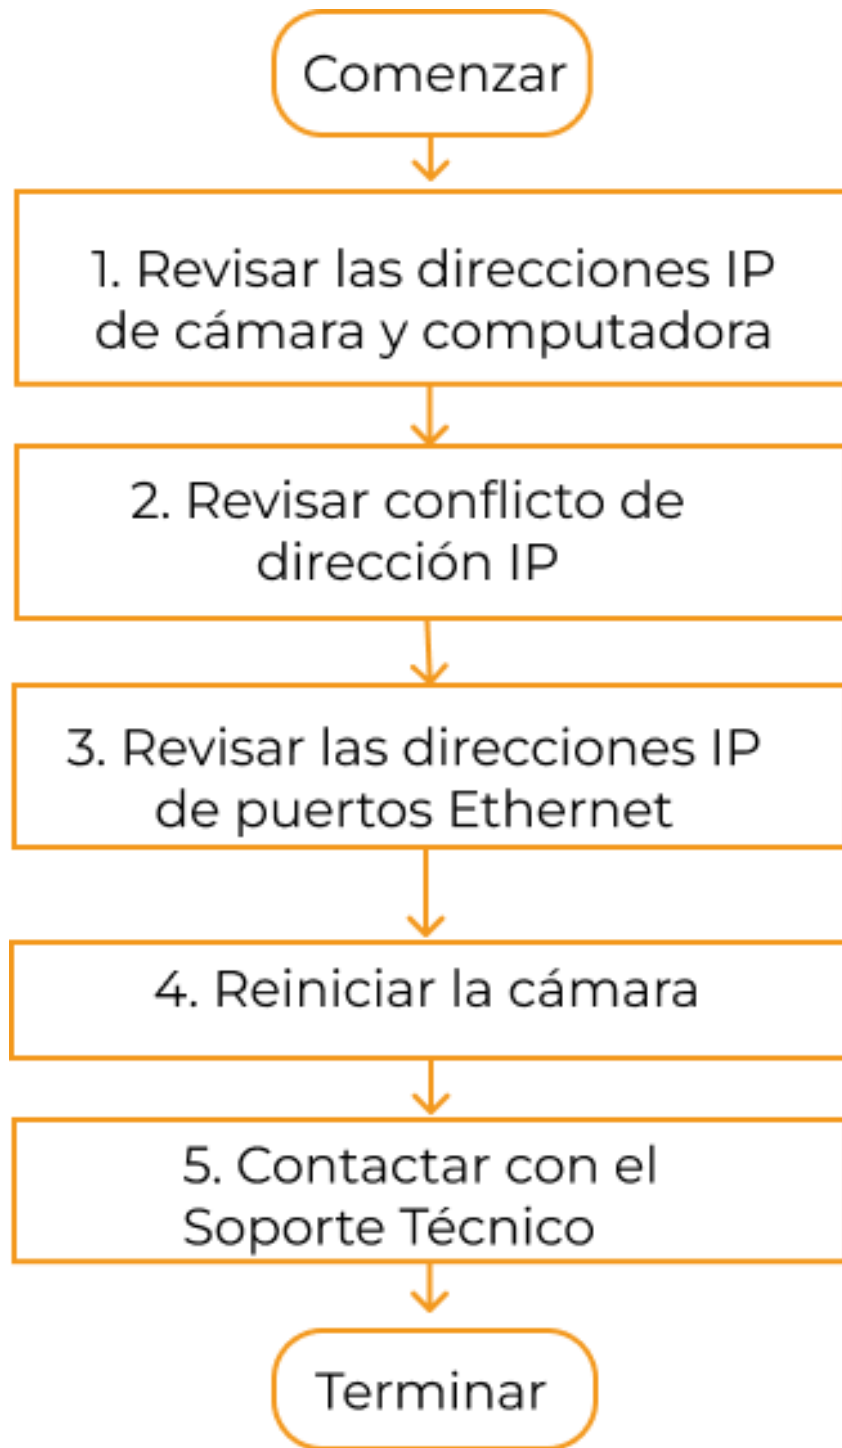 Comenzar
1. Revisar las direcciones IP
de cámara y computadora
2. Revisar conflicto de
dirección IP
3. Revisar las direcciones IP
de puertos Ethernet
4. Reiniciar la cámara
5. Contactar con el
Soporte Técnico
Terminar